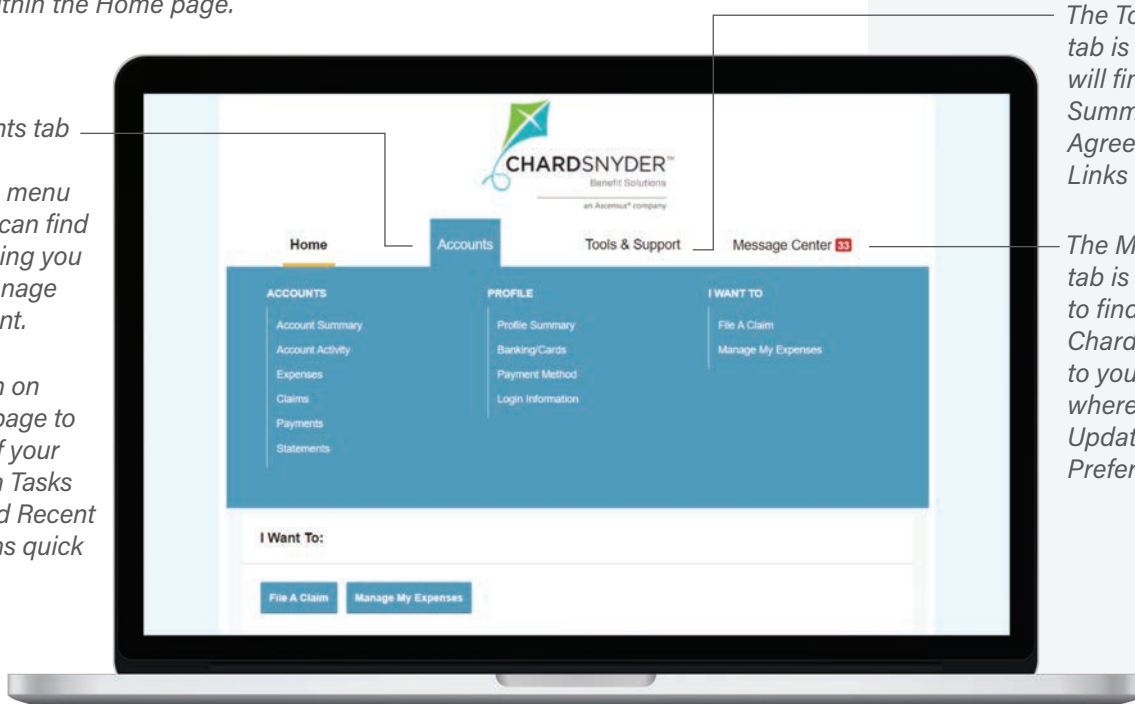 ithin the Home page.
nts tab
menu
can find
ing you
nage
nt.
n on
page to
f your
Tasks
d Recent
ns quick
CHARDSNYDER™
Benefit Solutions
an Ascensus® company
Home
Accounts
Tools & Support
Message Center 33
ACCOUNTS
Account Summary
Account Activity
Expenses
Claims
Payments
Statements
PROFILE
Profile Summary
Banking/Cards
Payment Method
Login Information
I WANT TO
File A Claim
Manage My Expenses
I Want To:
File A Claim
Manage My Expenses
The To
tab is
will fin
Summ
Agree
Links
The M
tab is
to find
Chard
to you
where
Updat
Prefer